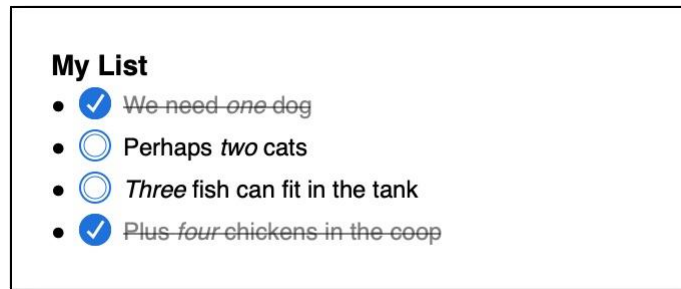 My List
We need one dog
Perhaps two cats
Three fish can fit in the tank
Plus four chickens in the coop